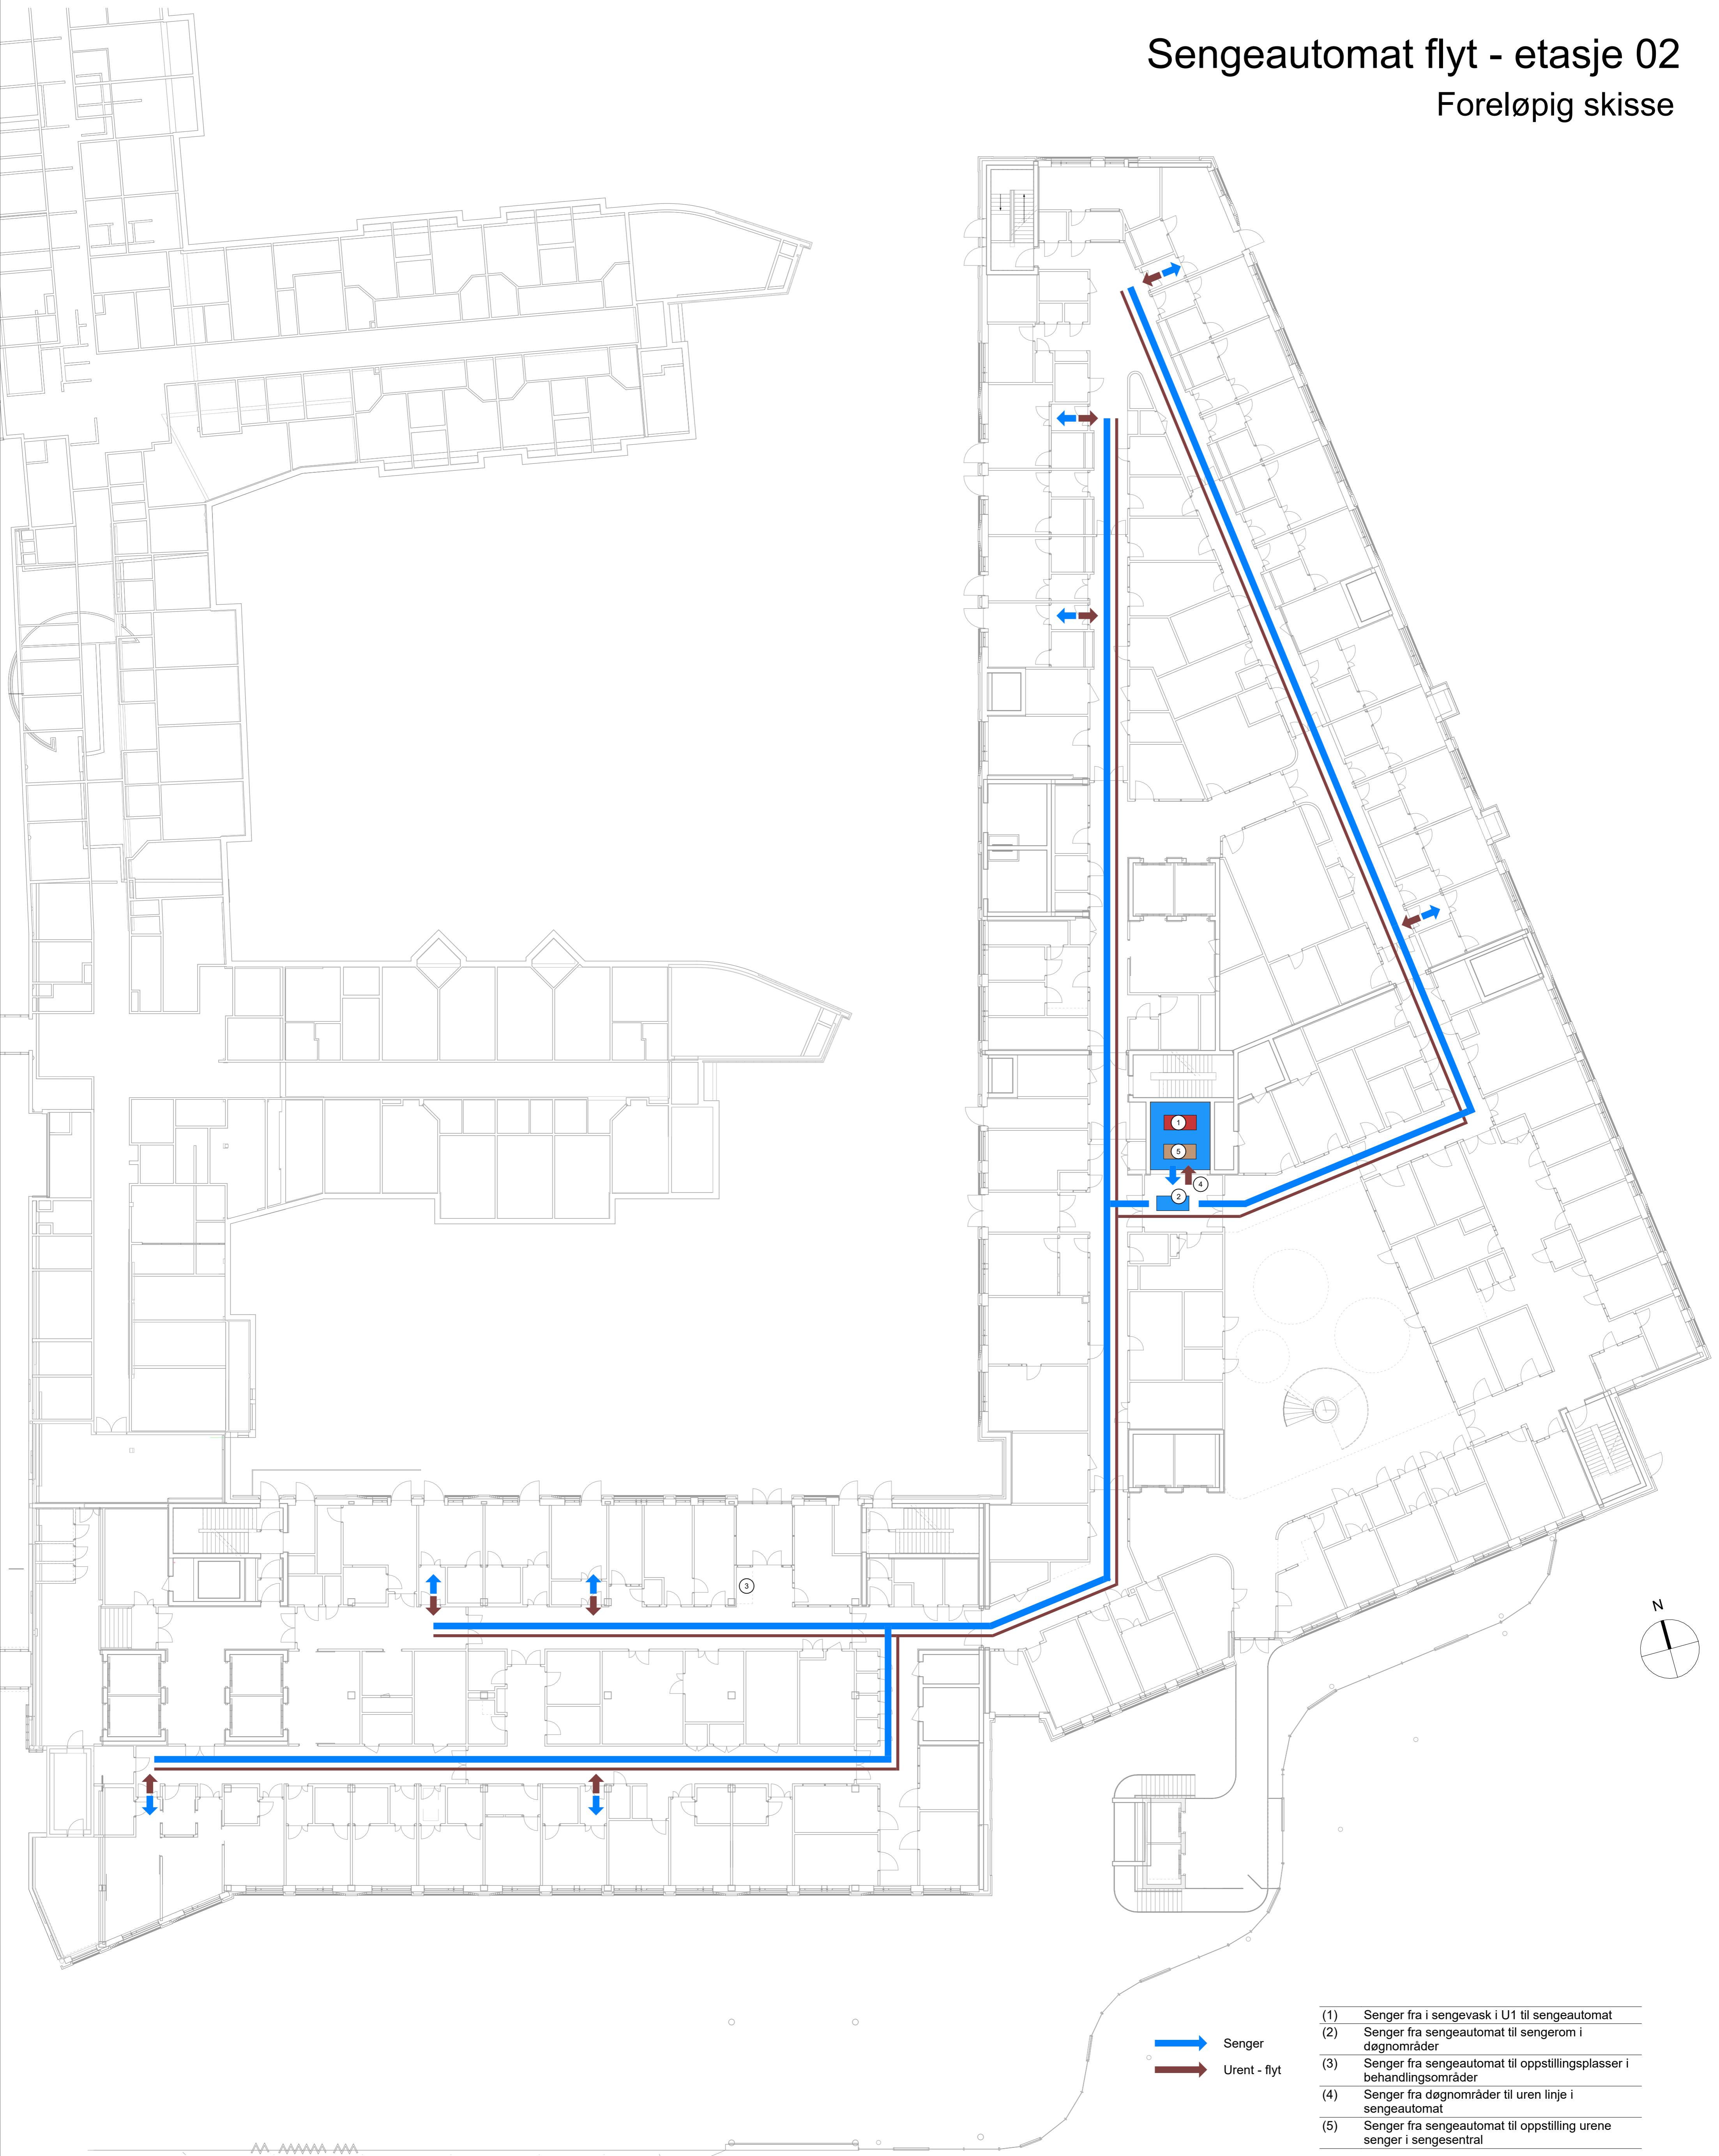 Sengeautomat flyt - etasje 02
Foreløpig skisse
1
5
4
2
3
N
Senger
Urent - flyt
(1) Senger fra i sengevask i U1 til sengeautomat
(2) Senger fra sengeautomat til sengerom i
døgnområder
(3) Senger fra sengeautomat til oppstillingsplasser i
behandlingsområder
(4) Senger fra døgnområder til uren linje i
sengeautomat
(5) Senger fra sengeautomat til oppstilling urene
senger i sengesentral